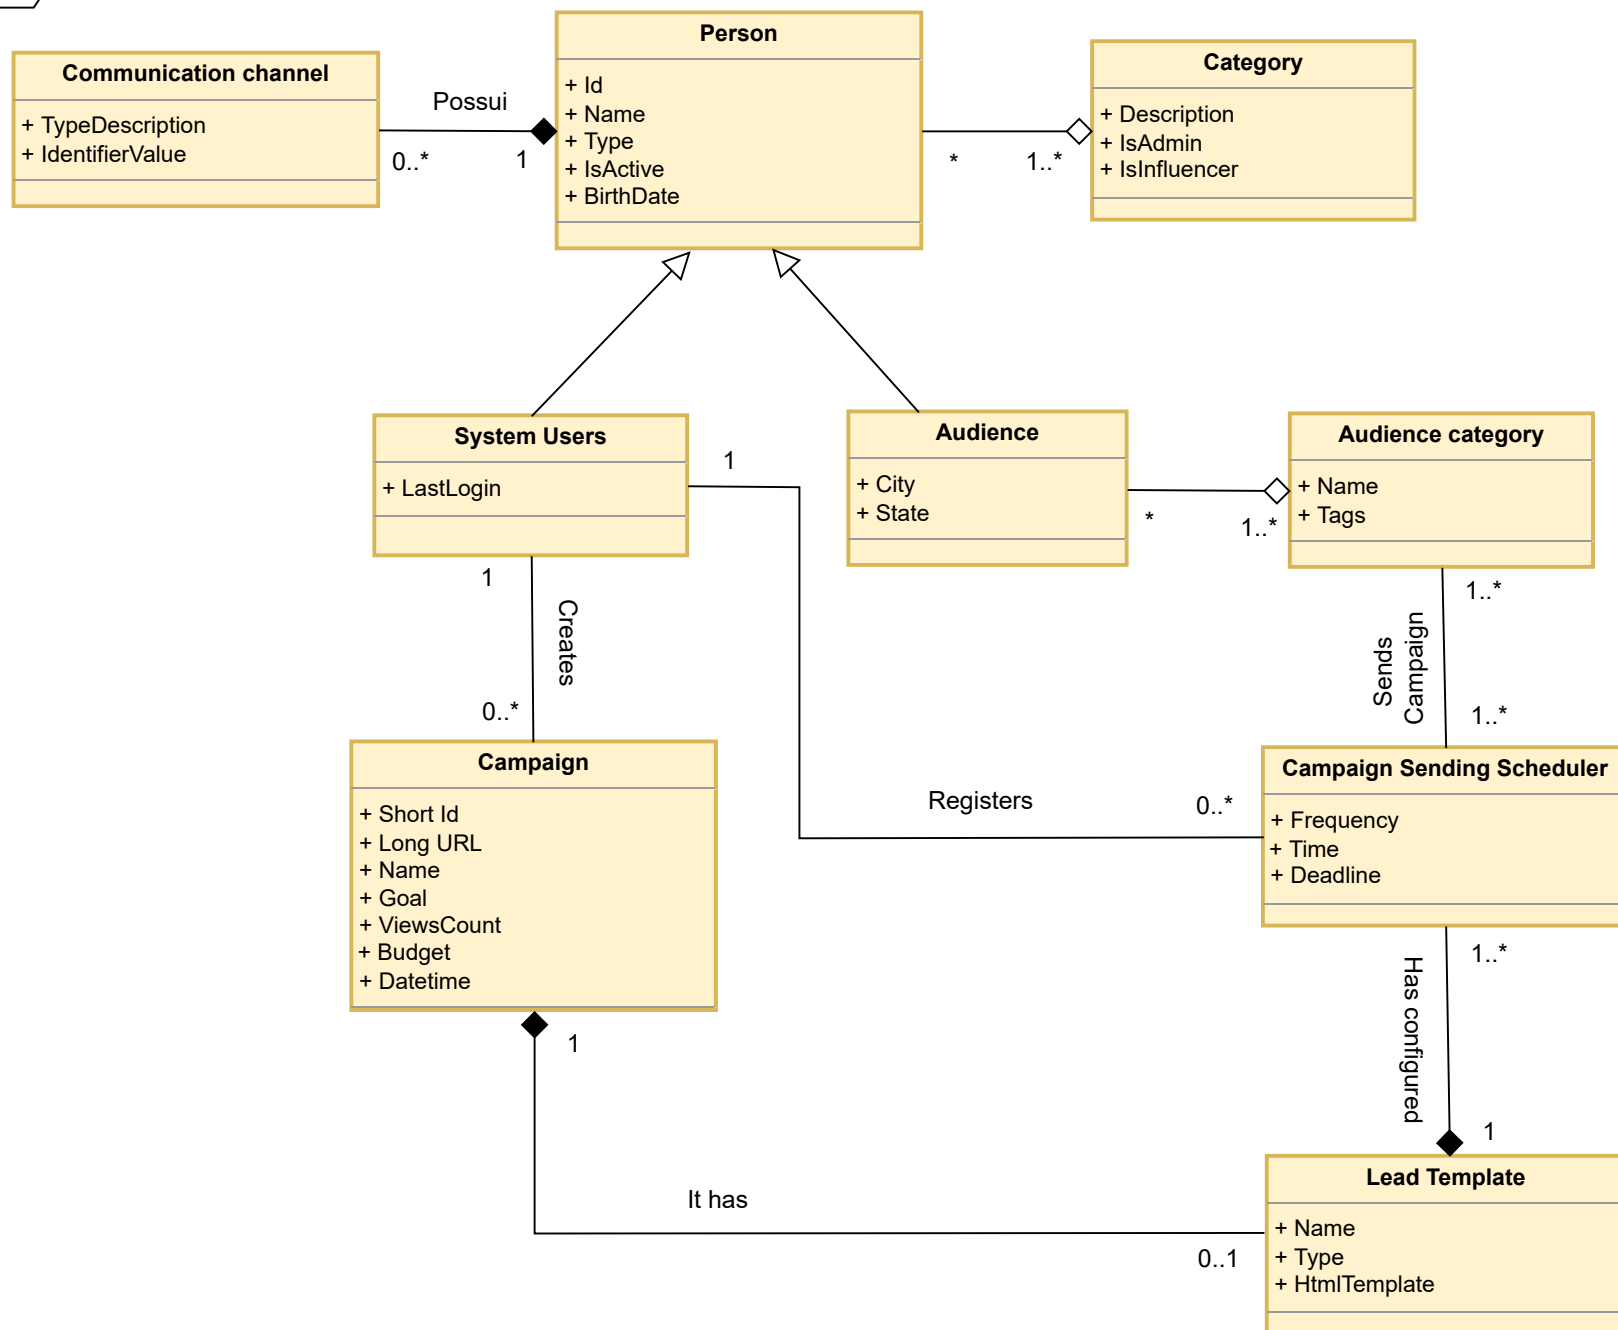 Person
+ Id
+ Name
+ Type
+ IsActive
+ BirthDate
Communication channel
+ TypeDescription
+ IdentifierValue
Possui
0..*
1
Category
+ Description
+ IsAdmin
+ IsInfluencer
*
1..*
System Users
+ LastLogin
1
Audience
+ City
+ State
*
1..*
Audience category
+ Name
+ Tags
1
Creates
0..*
1..*
Sends
Campaign
1..*
Campaign
+ Short Id
+ Long URL
+ Name
+ Goal
+ ViewsCount
+ Budget
+ Datetime
Registers
0..*
Campaign Sending Scheduler
+ Frequency
+ Time
+ Deadline
1
1..*
Has configured
1
It has
0..1
Lead Template
+ Name
+ Type
+ HtmlTemplate